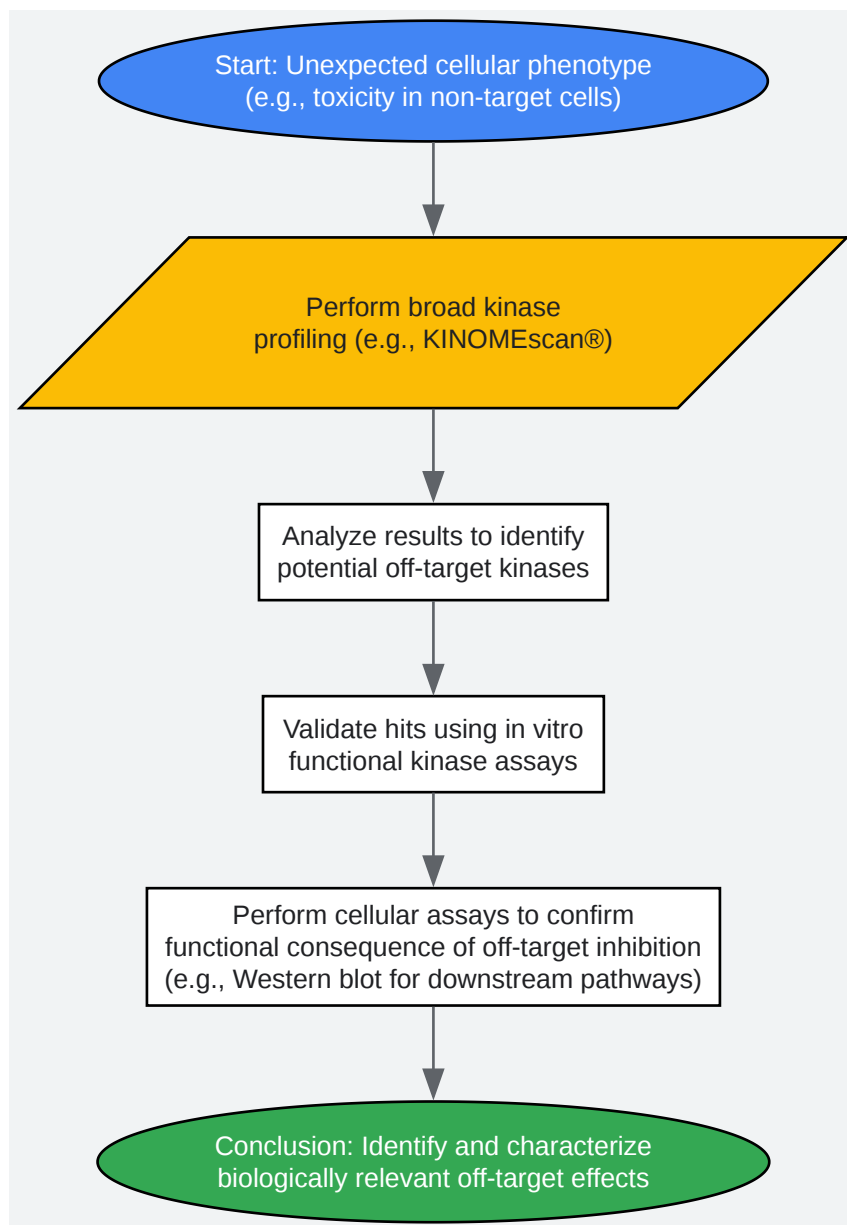 Start: Unexpected cellular phenotype
(e.g., toxicity in non-target cells)
Perform broad kinase
profiling (e.g., KINOMEscan®)
Analyze results to identify
potential off-target kinases
Validate hits using in vitro
functional kinase assays
Perform cellular assays to confirm
functional consequence of off-target inhibition
(e.g., Western blot for downstream pathways)
Conclusion: Identify and characterize
biologically relevant off-target effects